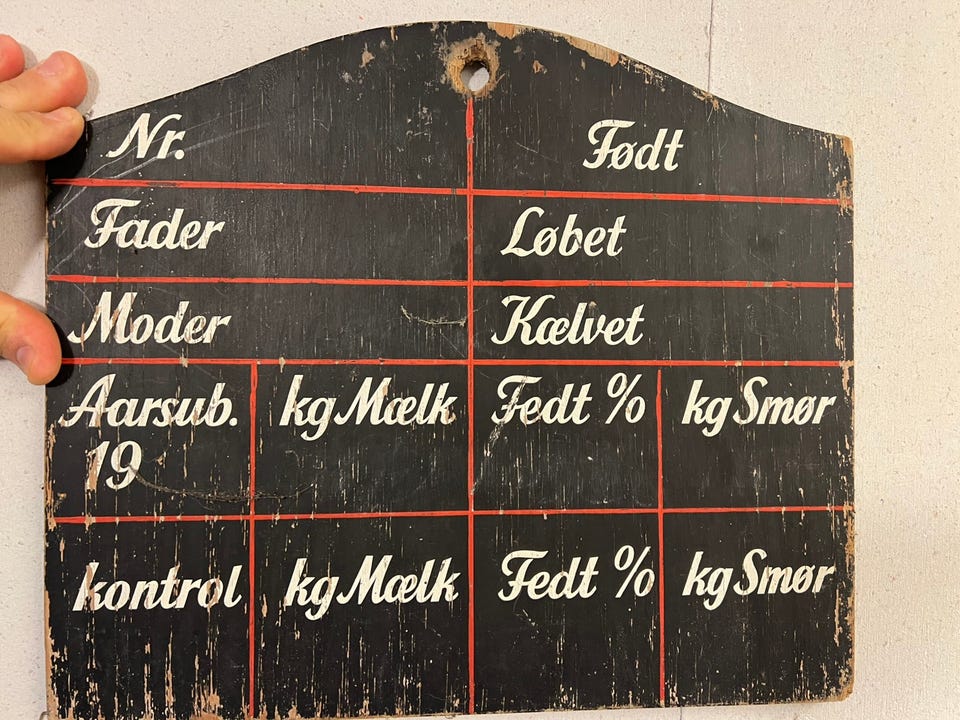 Nr. Født
Fader Løbet
Moder Kælvet
Aarsub. kg Mælk Fedt % kg Smør
19
kontrol kg Mælk Fedt % kg Smør